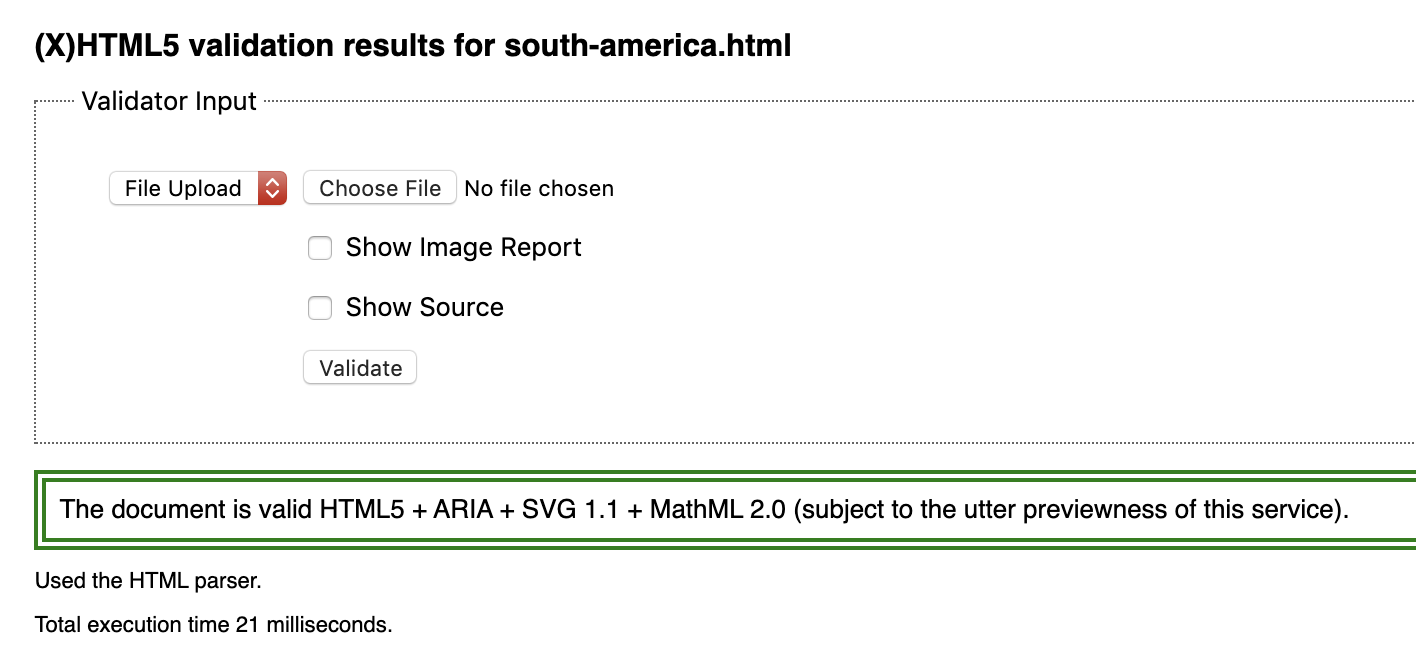 (X)HTML5 validation results for south-america.html
Validator Input
File Upload Choose File No file chosen
Show Image Report
Show Source
Validate
The document is valid HTML5 + ARIA + SVG 1.1 + MathML 2.0 (subject to the utter previewness of this service).
Used the HTML parser.
Total execution time 21 milliseconds.